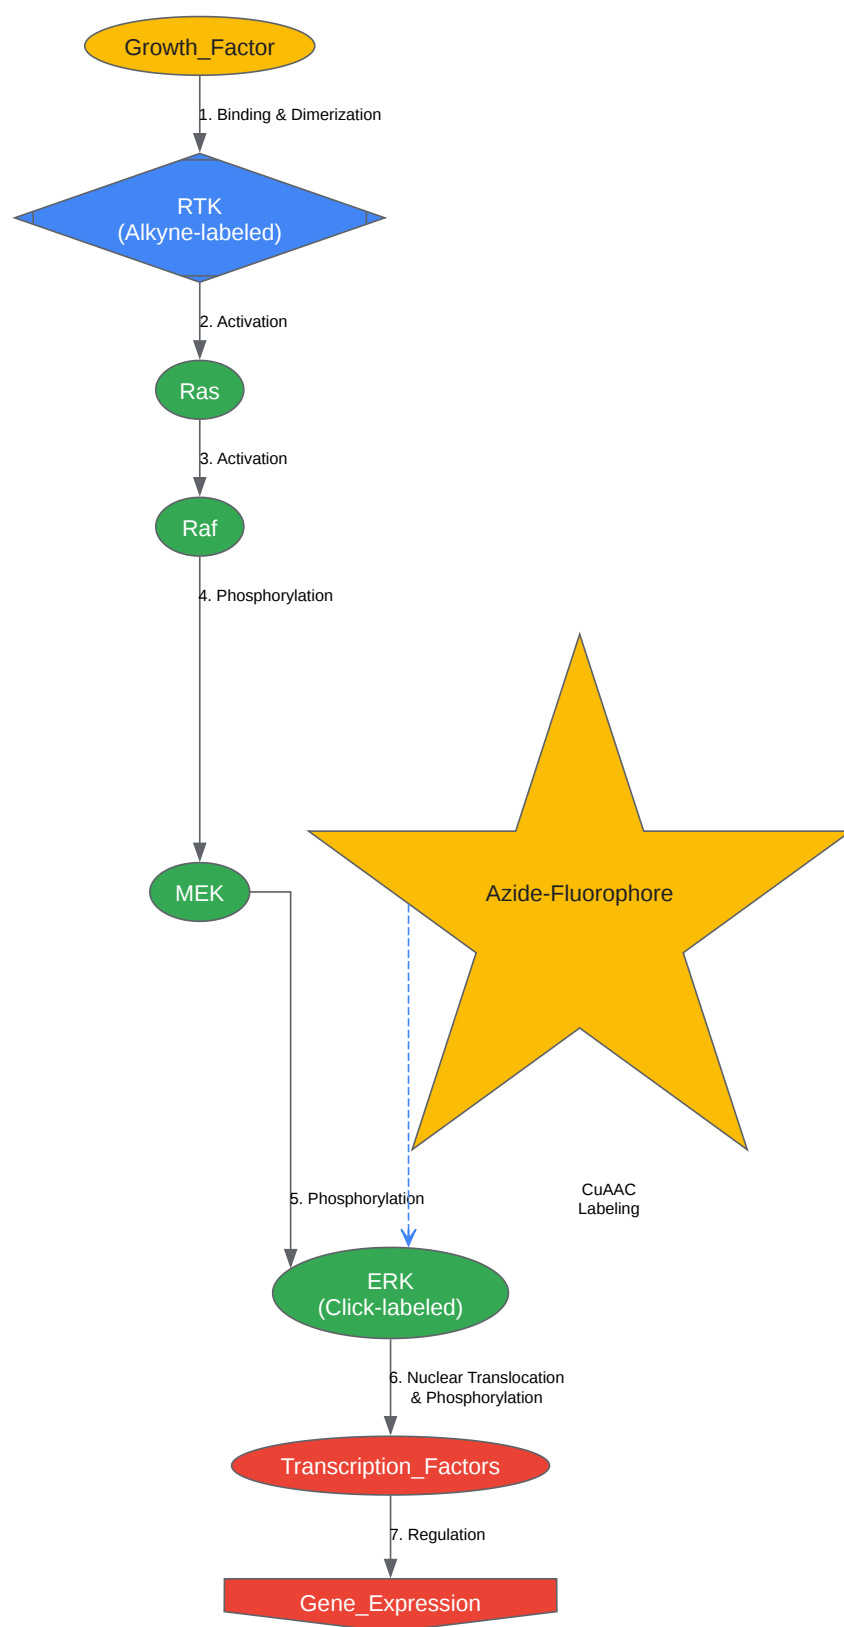 Growth_Factor
1. Binding & Dimerization
RTK
(Alkyne-labeled)
2. Activation
Ras
3. Activation
Raf
4. Phosphorylation
MEK
Azide-Fluorophore
5. Phosphorylation
CuAAC
Labeling
ERK
(Click-labeled)
6. Nuclear Translocation
& Phosphorylation
Transcription_Factors
7. Regulation
Gene_Expression